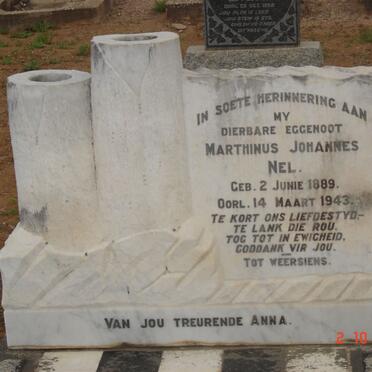 IN SOETE HERINNERING AAN
MY
DIERBARE EGGENOOT
MARTHINUS JOHANNES
NEL.
GEB. 2 JUNIE 1889.
OORL. 14 MAART 1943.
TE KORT ONS LIEFDESTYD,–
TE LANK DIE ROU,
TOG TOT IN EWIGHEID,
GODDANK VIR JOU.
TOT WEERSIENS.
VAN JOU TREURENDE ANNA.
2 10